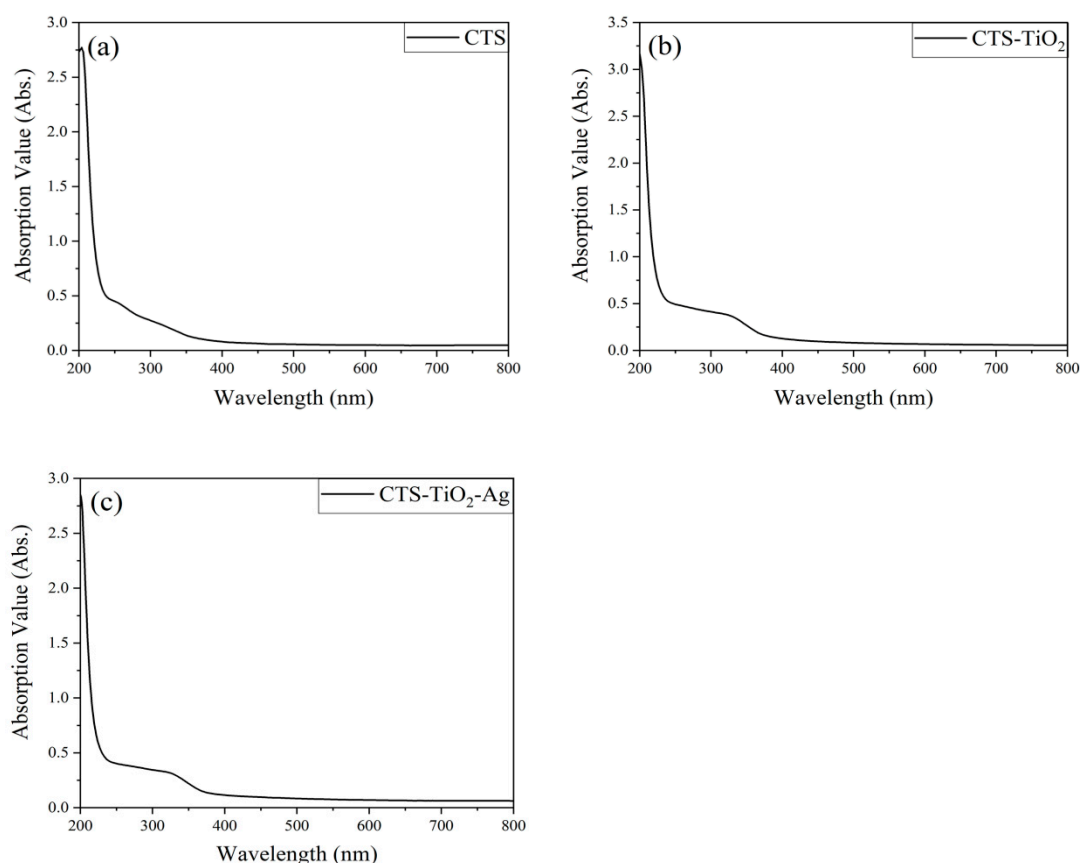 (a)
CTS
3.0
2.5
2.0
1.5
1.0
0.5
0.0
Absorption Value (Abs.)
200 300 400 500 600 700 800
Wavelength (nm)
(b)
CTS-TiO₂
3.5
3.0
2.5
2.0
1.5
1.0
0.5
0.0
Absorption Value (Abs.)
200 300 400 500 600 700 800
Wavelength (nm)
(c)
CTS-TiO₂-Ag
3.0
2.5
2.0
1.5
1.0
0.5
0.0
Absorption Value (Abs.)
200 300 400 500 600 700 800
Wavelength (nm)